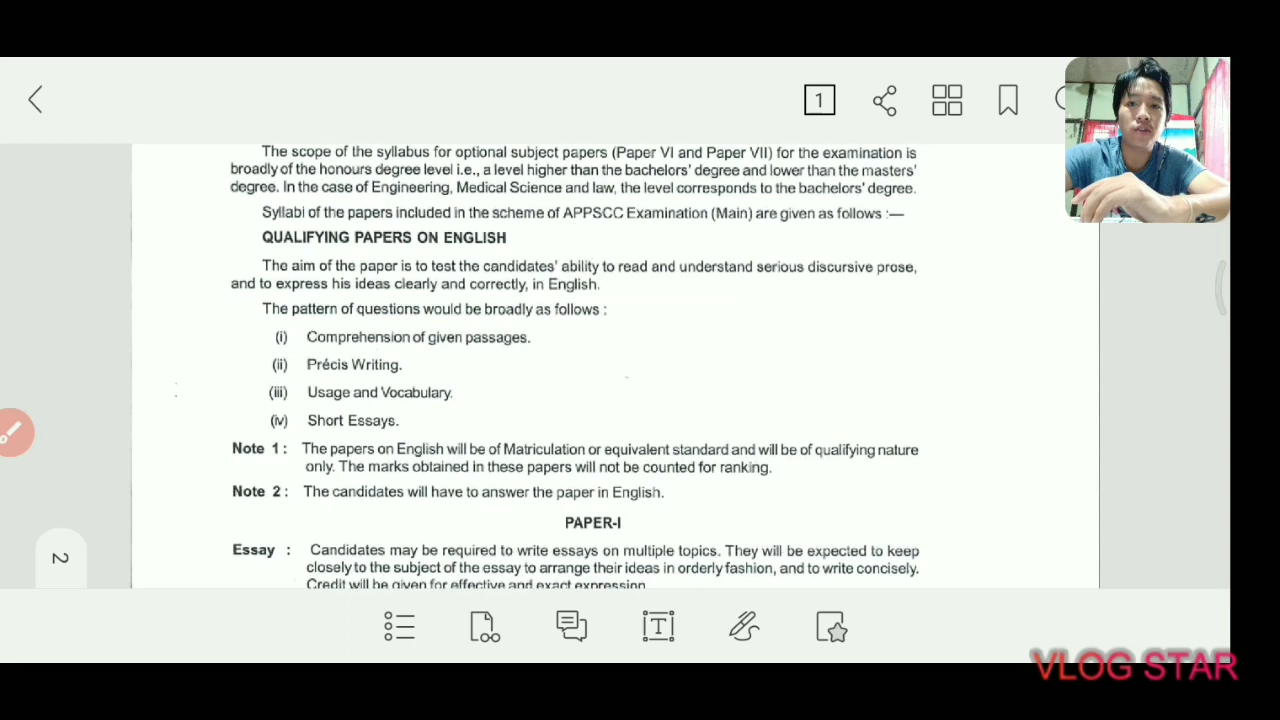 1
The scope of the syllabus for optional subject papers (Paper VI and Paper VII) for the examination is
broadly of the honours degree level i.e., a level higher than the bachelors' degree and lower than the masters'
degree. In the case of Engineering, Medical Science and law, the level corresponds to the bachelors' degree.
Syllabi of the papers included in the scheme of APPSCC Examination (Main) are given as follows :—
QUALIFYING PAPERS ON ENGLISH
The aim of the paper is to test the candidates' ability to read and understand serious discursive prose,
and to express his ideas clearly and correctly, in English.
The pattern of questions would be broadly as follows :
(i) Comprehension of given passages.
(ii) Précis Writing.
(iii) Usage and Vocabulary.
(iv) Short Essays.
Note 1 : The papers on English will be of Matriculation or equivalent standard and will be of qualifying nature
only. The marks obtained in these papers will not be counted for ranking.
Note 2 : The candidates will have to answer the paper in English.
PAPER-I
Essay : Candidates may be required to write essays on multiple topics. They will be expected to keep
closely to the subject of the essay to arrange their ideas in orderly fashion, and to write concisely.
Credit will be given for effective and exact expression
2
T
VLOG STAR